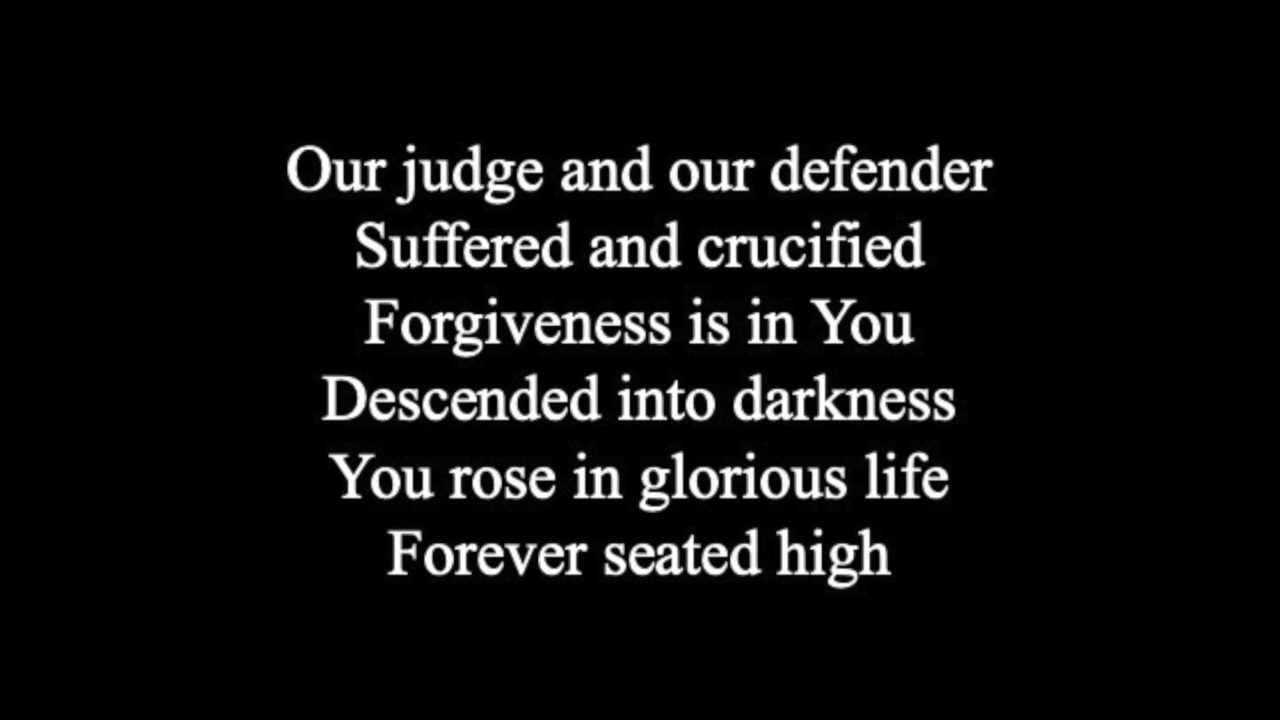 Our judge and our defender
Suffered and crucified
Forgiveness is in You
Descended into darkness
You rose in glorious life
Forever seated high